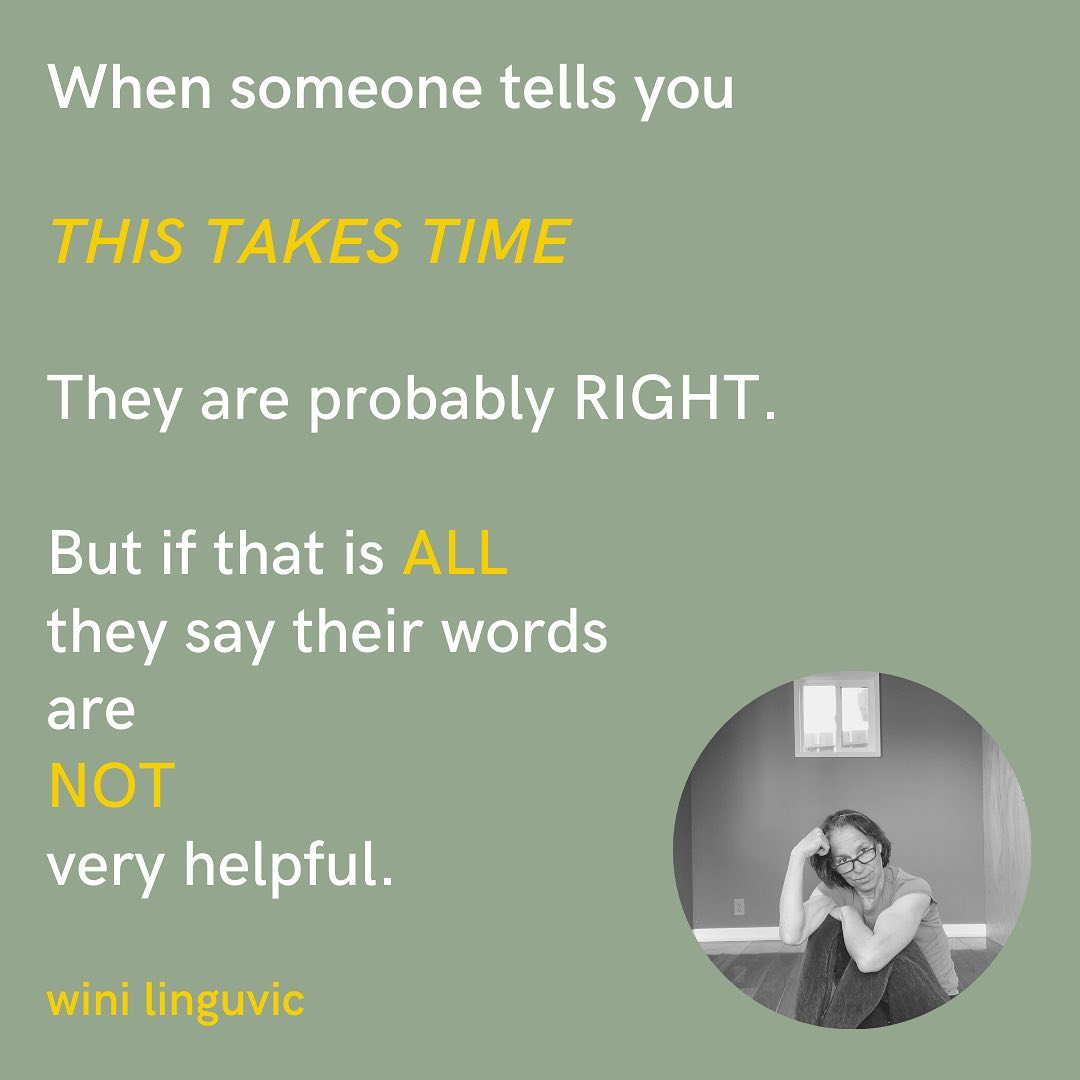 When someone tells you
THIS TAKES TIME
They are probably RIGHT.
But if that is ALL
they say their words
are
NOT
very helpful.
wini linguvic